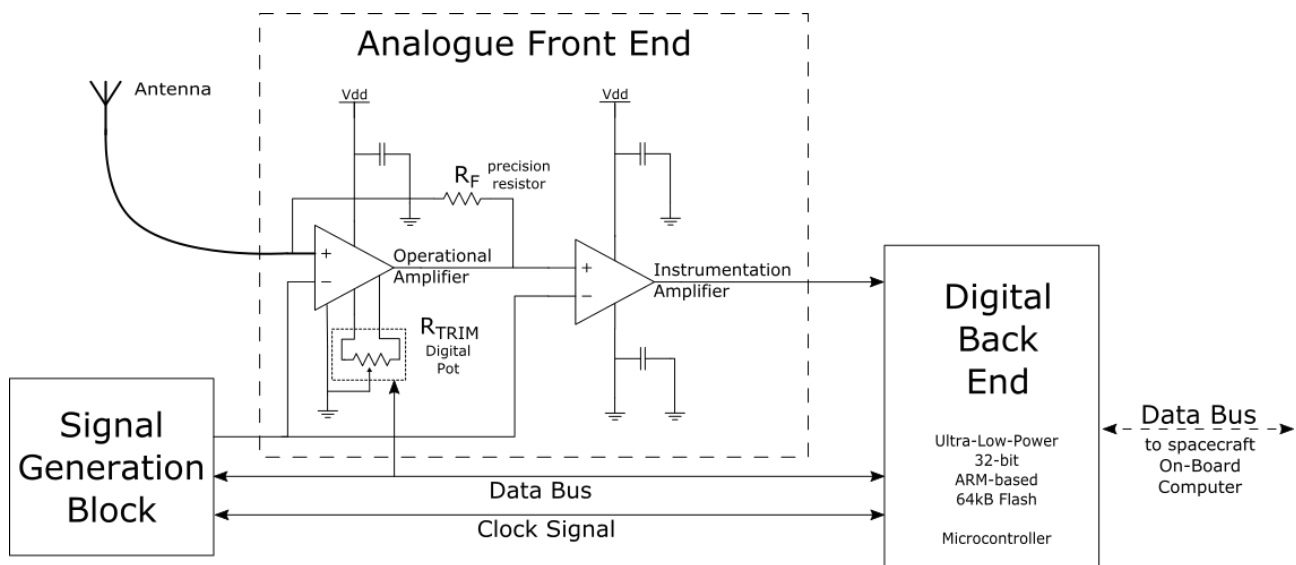 Analogue Front End
Antenna
Vdd
Vdd
R_F precision
resistor
+
−
Operational
Amplifier
+
−
Instrumentation
Amplifier
R_TRIM
Digital
Pot
Signal
Generation
Block
Digital
Back
End
Ultra-Low-Power
32-bit
ARM-based
64kB Flash
Microcontroller
Data Bus
to spacecraft
On-Board
Computer
Data Bus
Clock Signal